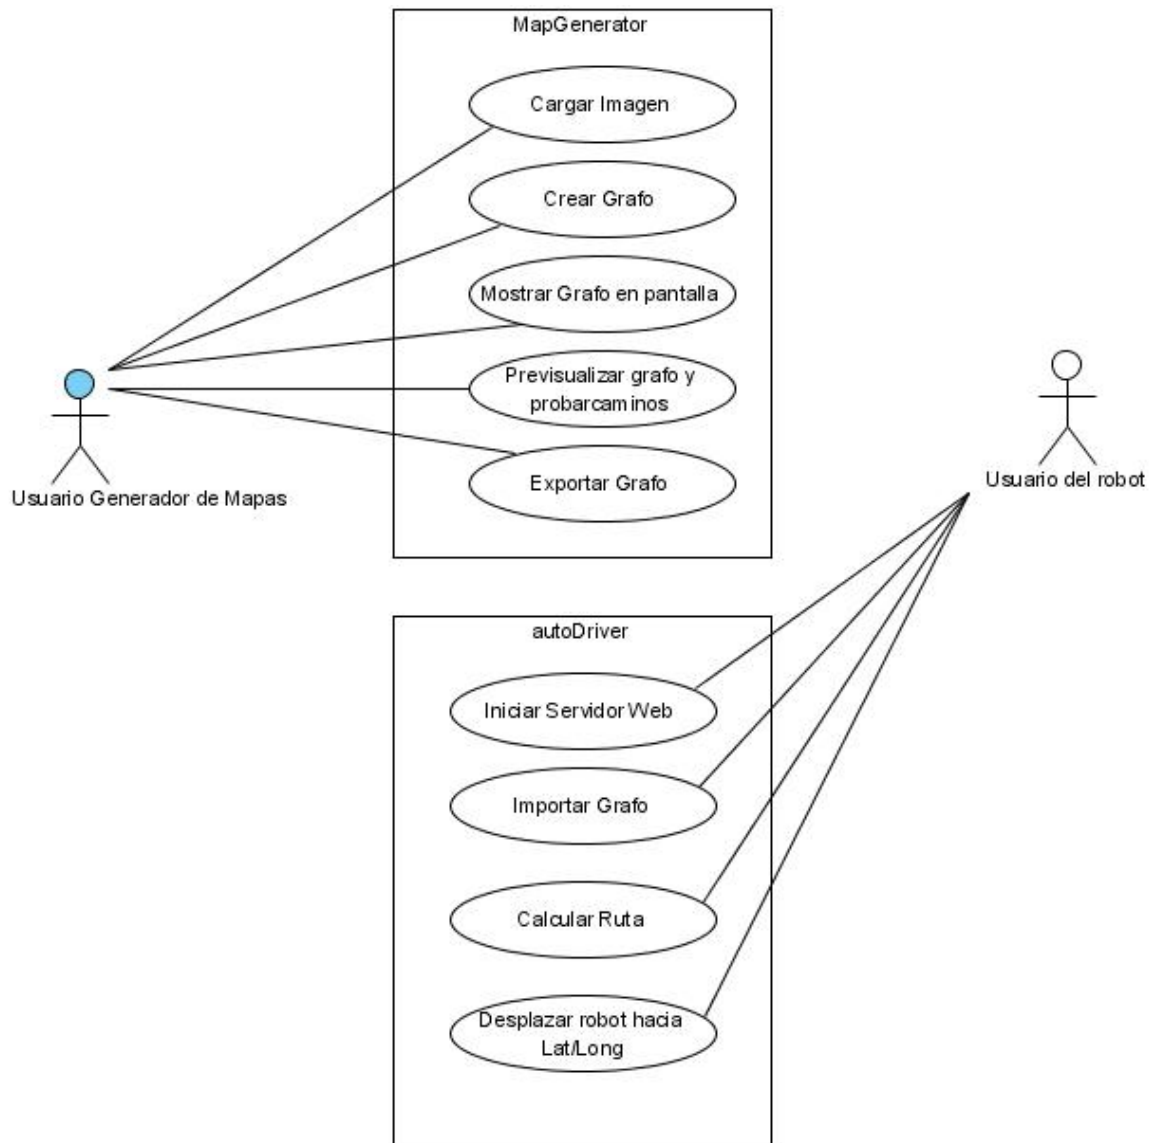 MapGenerator
Cargar Imagen
Crear Grafo
Mostrar Grafo en pantalla
Previsualizar grafo y
probarcaminos
Exportar Grafo
Usuario Generador de Mapas
Usuario del robot
autoDriver
Iniciar Servidor Web
Importar Grafo
Calcular Ruta
Desplazar robot hacia
Lat/Long